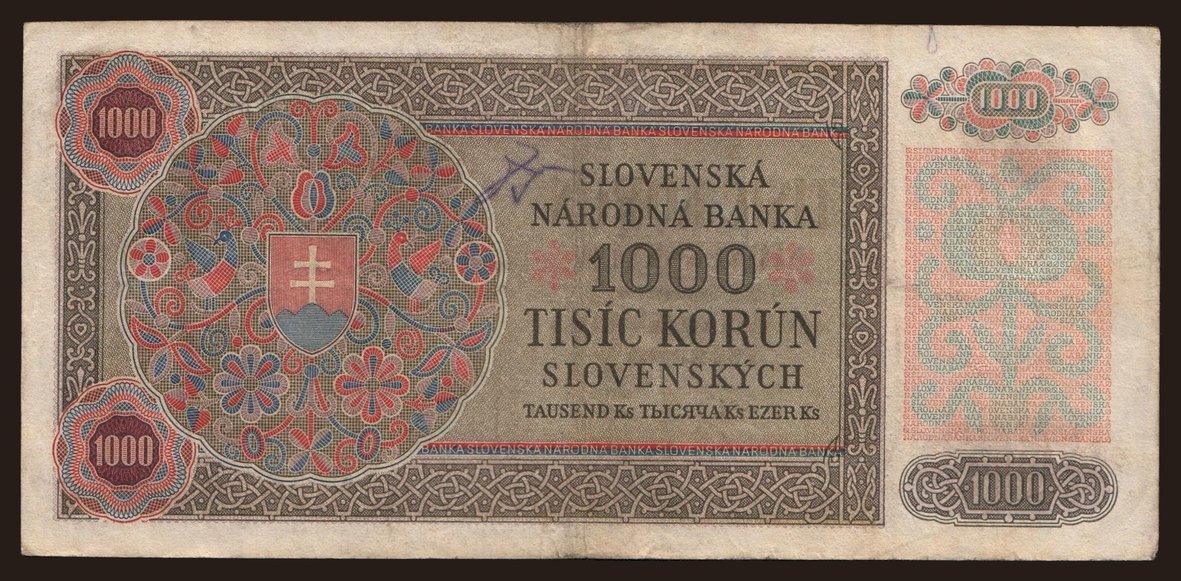 1000
1000
BANKA SLOVENSKÁ NÁRODNÁ BANKA SLOVENSKÁ NÁRODNÁ BANKA
SLOVENSKÁ
NÁRODNÁ BANKA
1000
TISÍC KORÚN
SLOVENSKÝCH
TAUSEND Ks ТЫСЯЧА Ks EZER Ks
BANKA SLOVENSKÁ NÁRODNÁ BANKA SLOVENSKÁ NÁRODNÁ BANKA
1000
1000